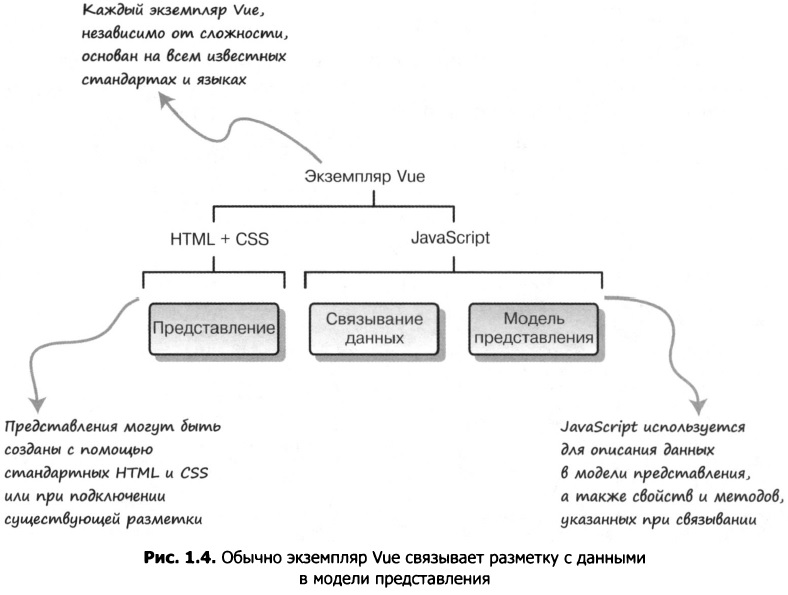 Каждый экземпляр Vue,
независимо от сложности,
основан на всем известных
стандартах и языках
Экземпляр Vue
HTML + CSS
JavaScript
Представление
Связывание
данных
Модель
представления
Представления могут быть
созданы с помощью
стандартных HTML и CSS
или при подключении
существующей разметки
JavaScript используется
для описания данных
в модели представления,
а также свойств и методов,
указанных при связывании
Рис. 1.4. Обычно экземпляр Vue связывает разметку с данными
в модели представления